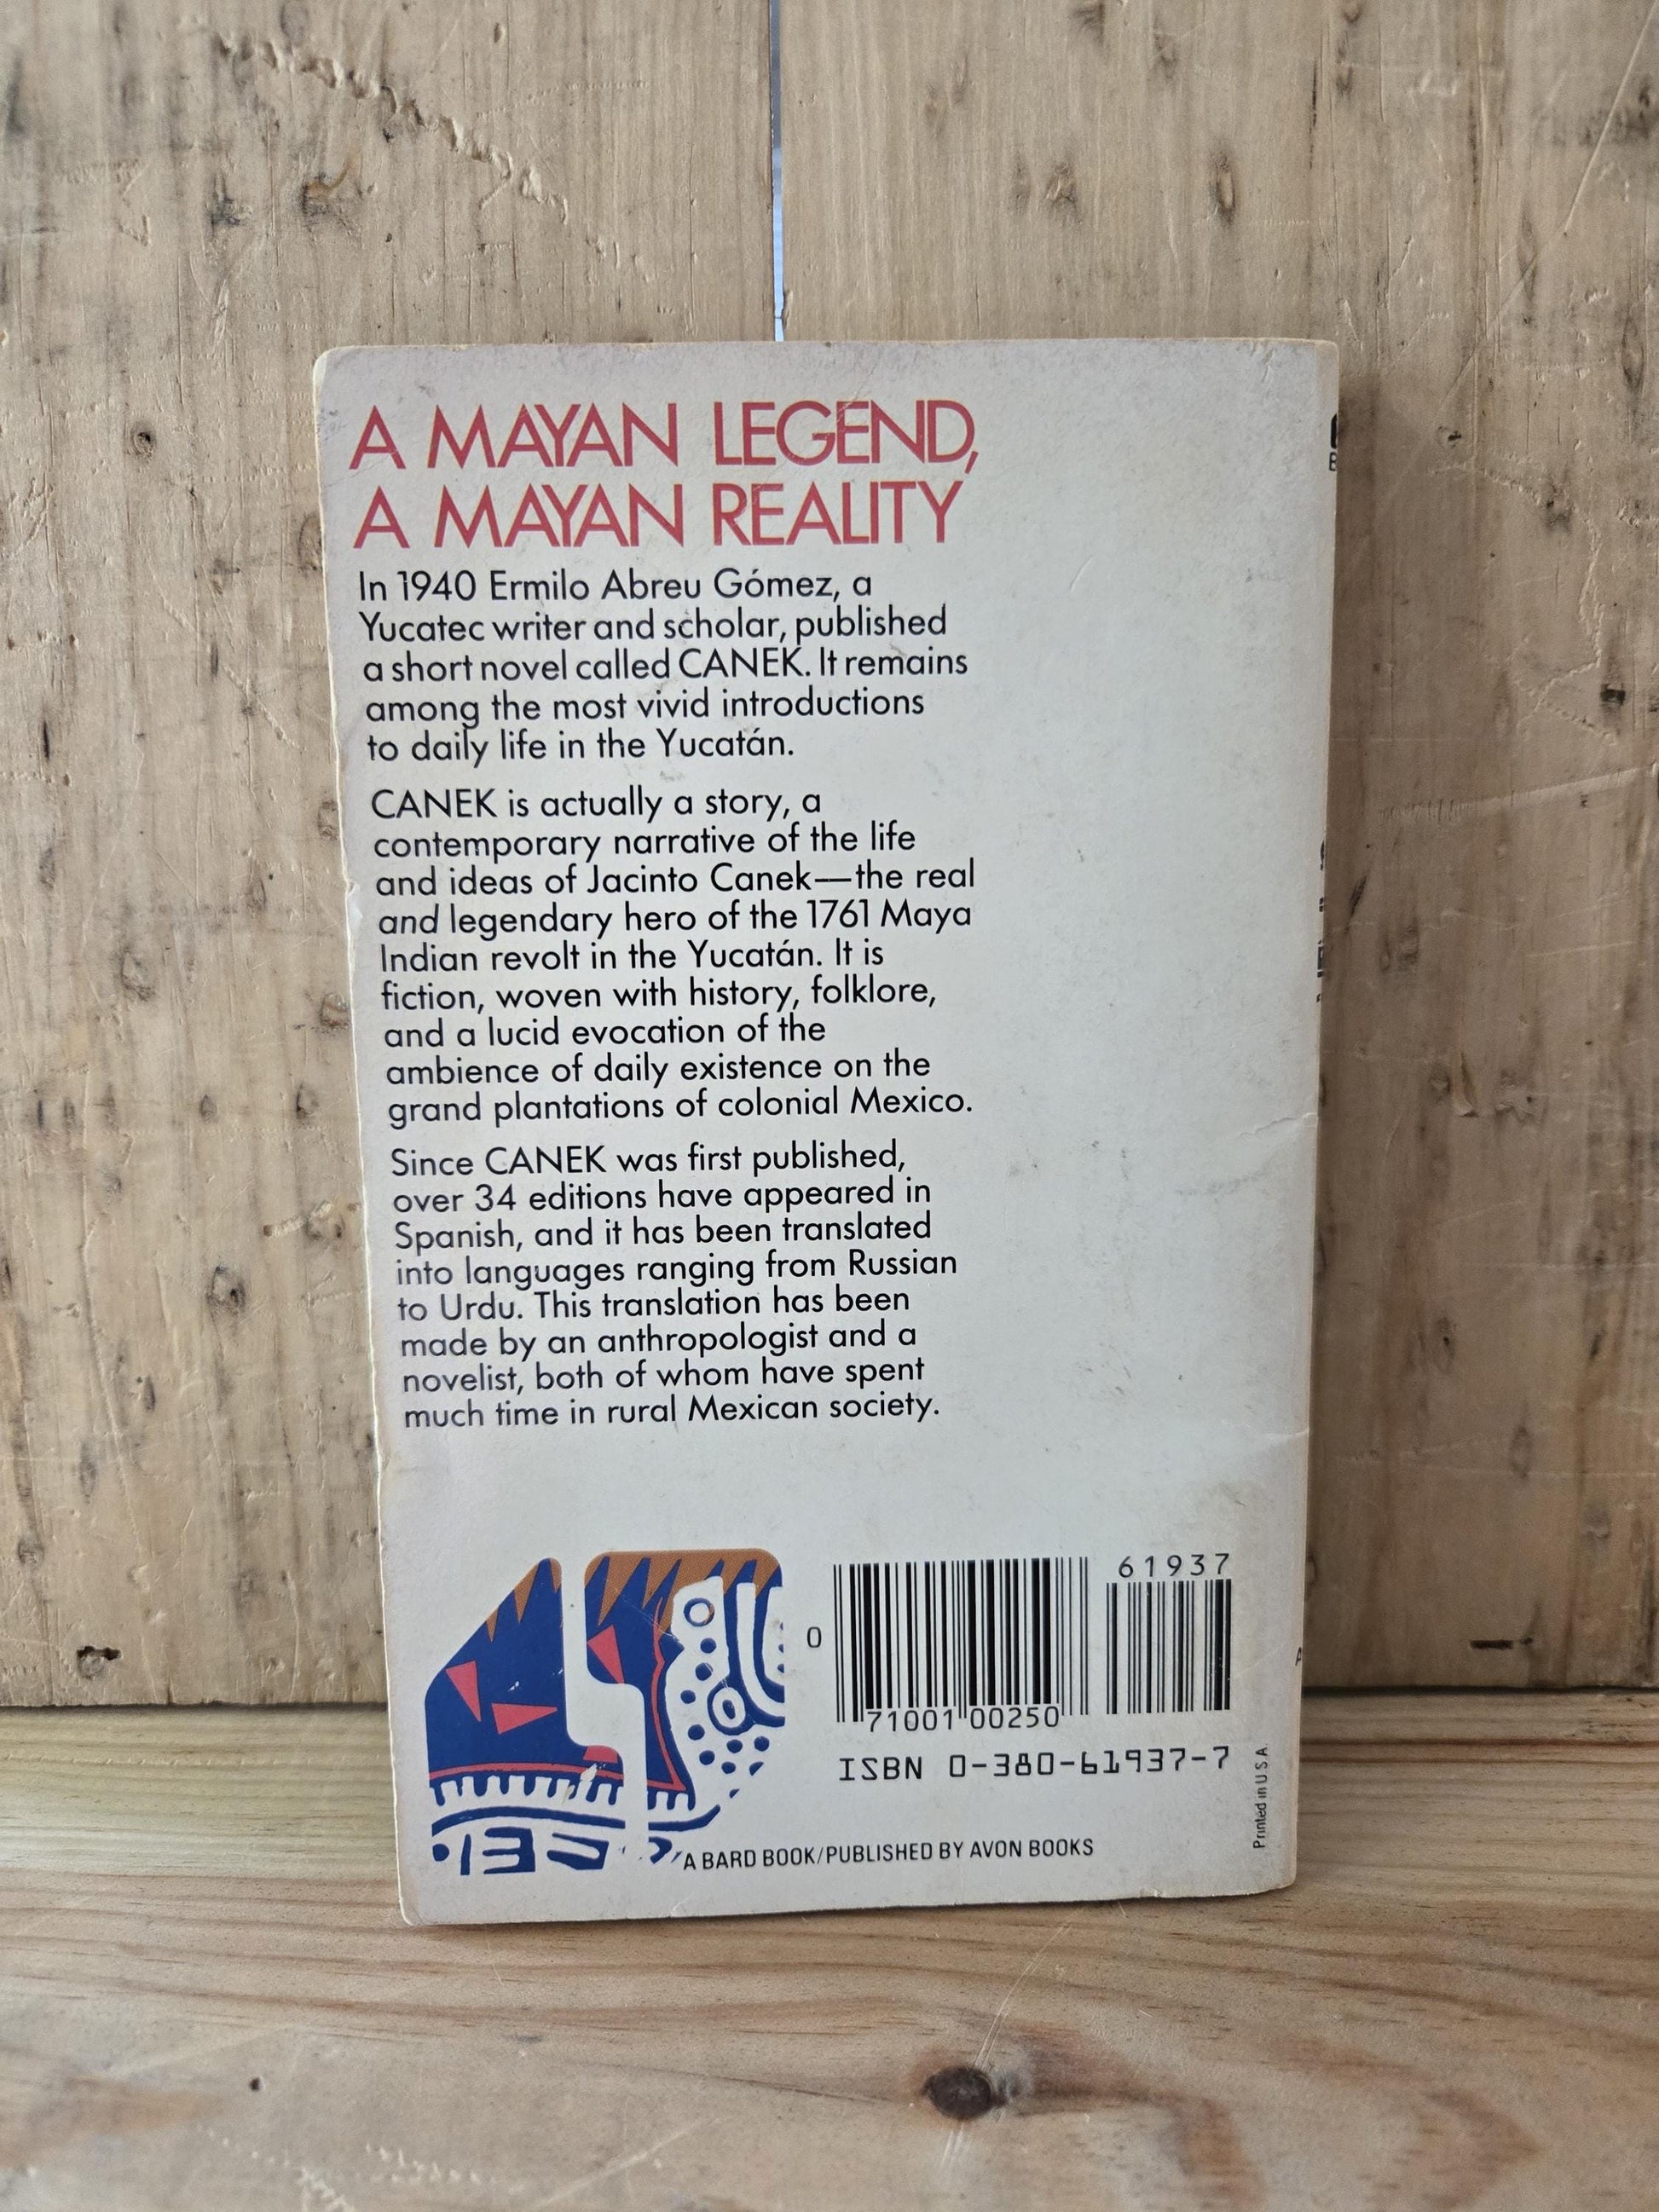 A MAYAN LEGEND,
A MAYAN REALITY
In 1940 Ermilo Abreu Gómez, a
Yucatec writer and scholar, published
a short novel called CANEK. It remains
among the most vivid introductions
to daily life in the Yucatán.
CANEK is actually a story, a
contemporary narrative of the life
and ideas of Jacinto Canek—the real
and legendary hero of the 1761 Maya
Indian revolt in the Yucatán. It is
fiction, woven with history, folklore,
and a lucid evocation of the
ambience of daily existence on the
grand plantations of colonial Mexico.
Since CANEK was first published,
over 34 editions have appeared in
Spanish, and it has been translated
into languages ranging from Russian
to Urdu. This translation has been
made by an anthropologist and a
novelist, both of whom have spent
much time in rural Mexican society.
61937
0
71001 00250
ISBN 0-380-61937-7
Printed in U S A
A BARD BOOK/PUBLISHED BY AVON BOOKS